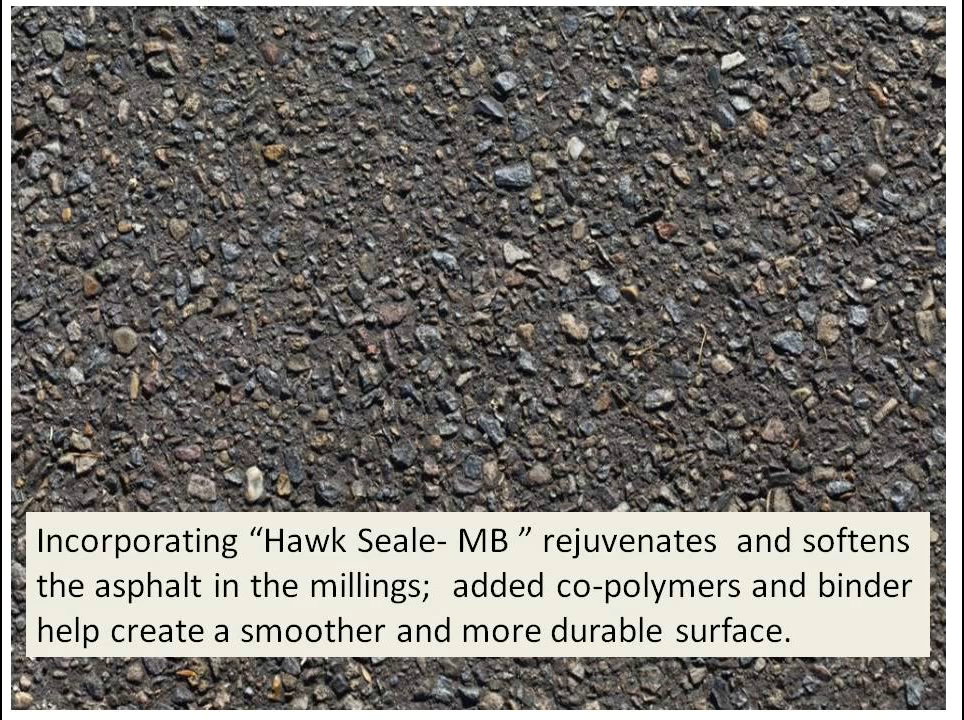 Incorporating “Hawk Seale- MB ” rejuvenates and softens
the asphalt in the millings; added co-polymers and binder
help create a smoother and more durable surface.